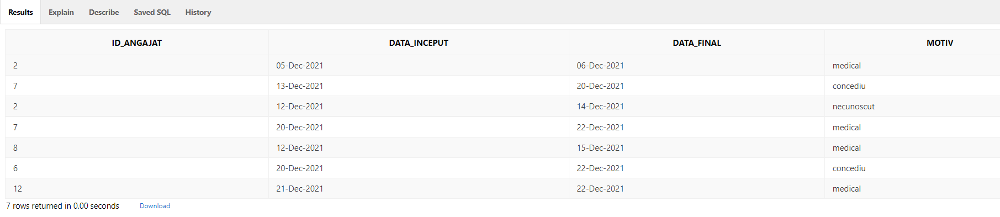 Results Explain Describe Saved SQL History
ID_ANGAJAT DATA_INCEPUT DATA_FINAL MOTIV
2 05-Dec-2021 06-Dec-2021 medical
7 13-Dec-2021 20-Dec-2021 concediu
2 12-Dec-2021 14-Dec-2021 necunoscut
7 20-Dec-2021 22-Dec-2021 medical
8 12-Dec-2021 15-Dec-2021 medical
6 20-Dec-2021 22-Dec-2021 concediu
12 21-Dec-2021 22-Dec-2021 medical
7 rows returned in 0.00 seconds Download